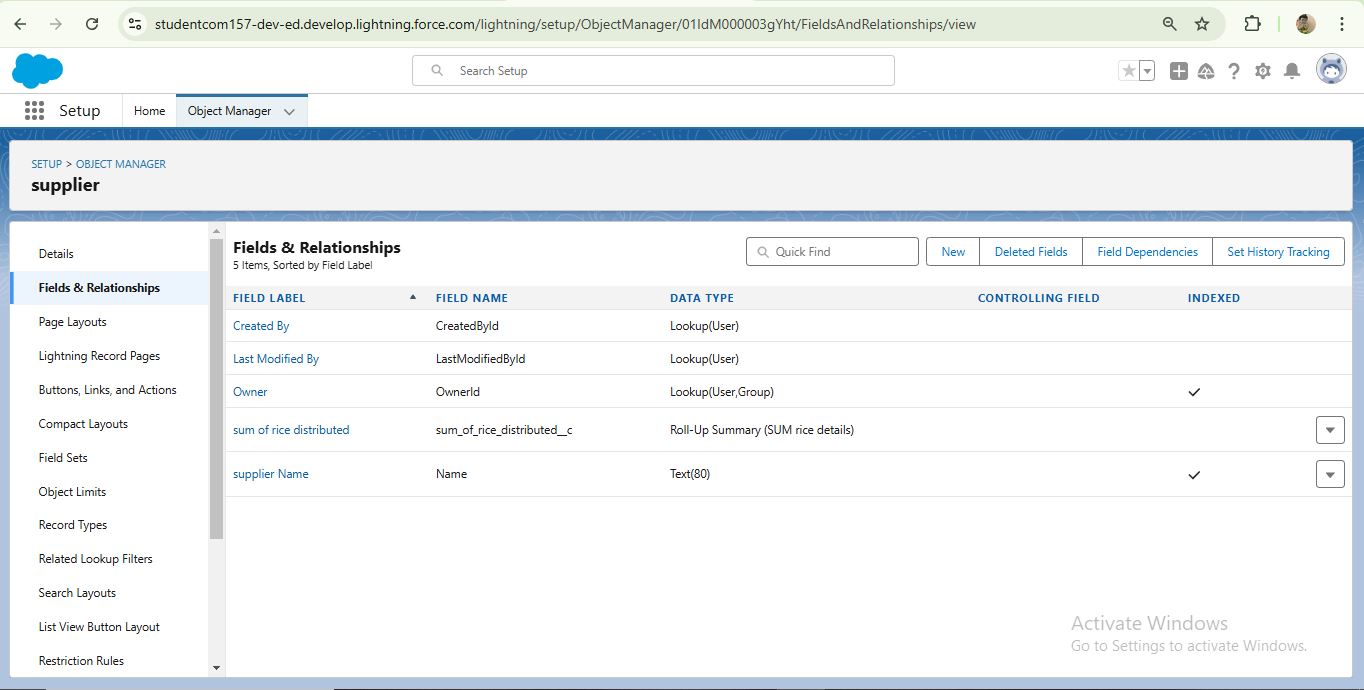 studentcom157-dev-ed.develop.lightning.force.com/lightning/setup/ObjectManager/01IdM000003gYht/FieldsAndRelationships/view
Search Setup
Setup Home Object Manager
SETUP > OBJECT MANAGER
supplier
Details
Fields & Relationships
Page Layouts
Lightning Record Pages
Buttons, Links, and Actions
Compact Layouts
Field Sets
Object Limits
Record Types
Related Lookup Filters
Search Layouts
List View Button Layout
Restriction Rules
Fields & Relationships
5 Items, Sorted by Field Label
Quick Find New Deleted Fields Field Dependencies Set History Tracking
FIELD LABEL FIELD NAME DATA TYPE CONTROLLING FIELD INDEXED
Created By CreatedById Lookup(User)
Last Modified By LastModifiedById Lookup(User)
Owner OwnerId Lookup(User,Group)
sum of rice distributed sum_of_rice_distributed__c Roll-Up Summary (SUM rice details)
supplier Name Name Text(80)
Activate Windows
Go to Settings to activate Windows.